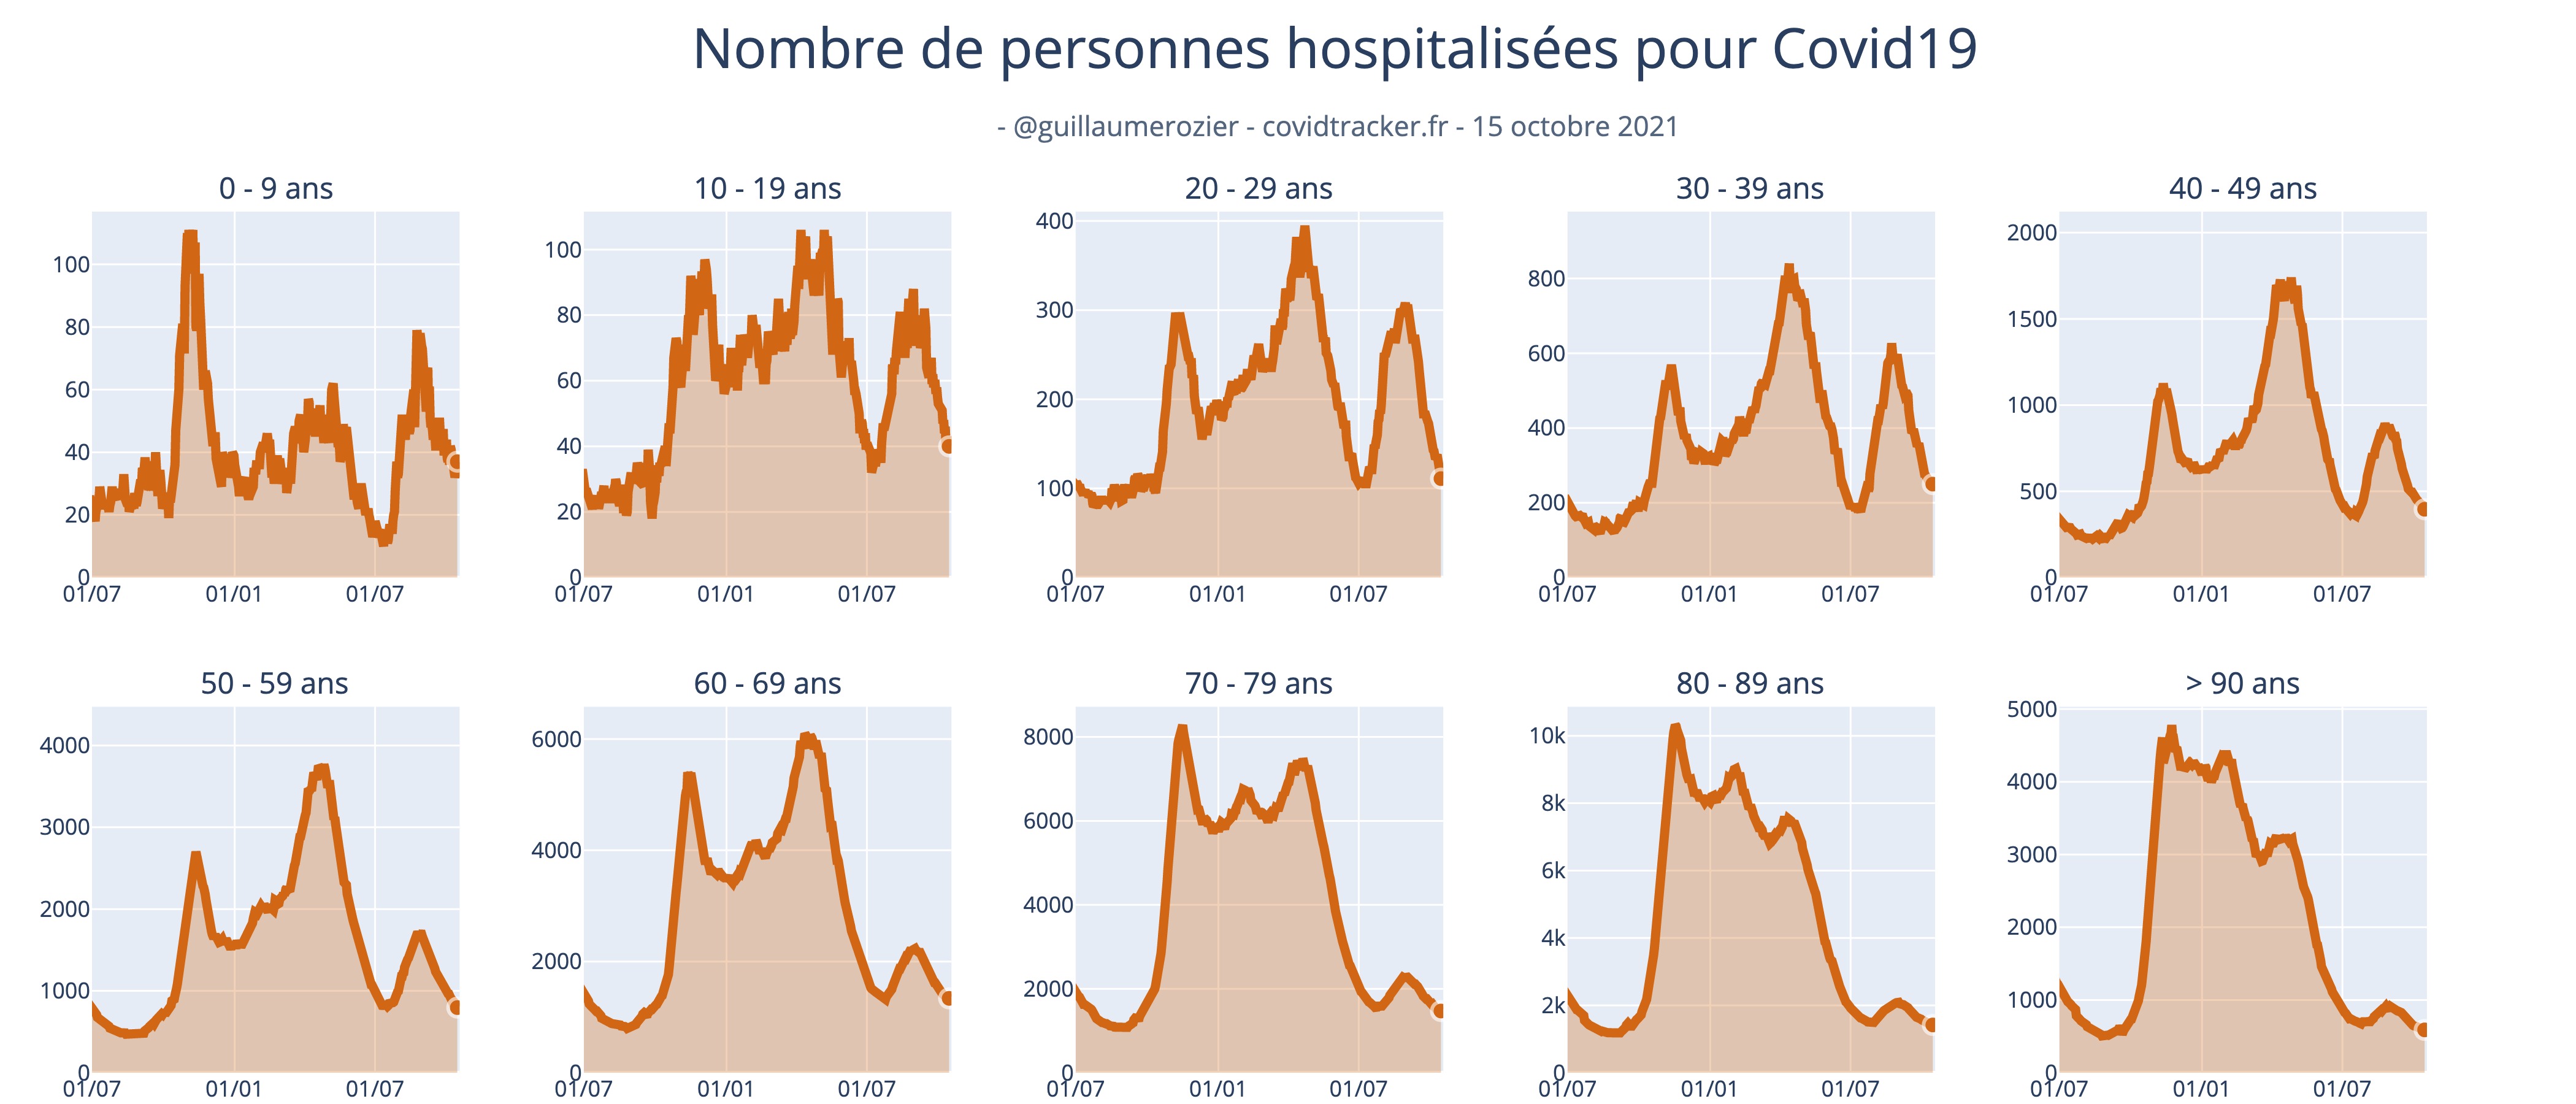 Nombre de personnes hospitalisées pour Covid19
- @guillaumerozier - covidtracker.fr - 15 octobre 2021
0 - 9 ans
100
80
60
40
20
0
01/07 01/01 01/07
10 - 19 ans
100
80
60
40
20
0
01/07 01/01 01/07
20 - 29 ans
400
300
200
100
0
01/07 01/01 01/07
30 - 39 ans
800
600
400
200
0
01/07 01/01 01/07
40 - 49 ans
2000
1500
1000
500
0
01/07 01/01 01/07
50 - 59 ans
4000
3000
2000
1000
0
01/07 01/01 01/07
60 - 69 ans
6000
4000
2000
0
01/07 01/01 01/07
70 - 79 ans
8000
6000
4000
2000
0
01/07 01/01 01/07
80 - 89 ans
10k
8k
6k
4k
2k
0
01/07 01/01 01/07
> 90 ans
5000
4000
3000
2000
1000
0
01/07 01/01 01/07